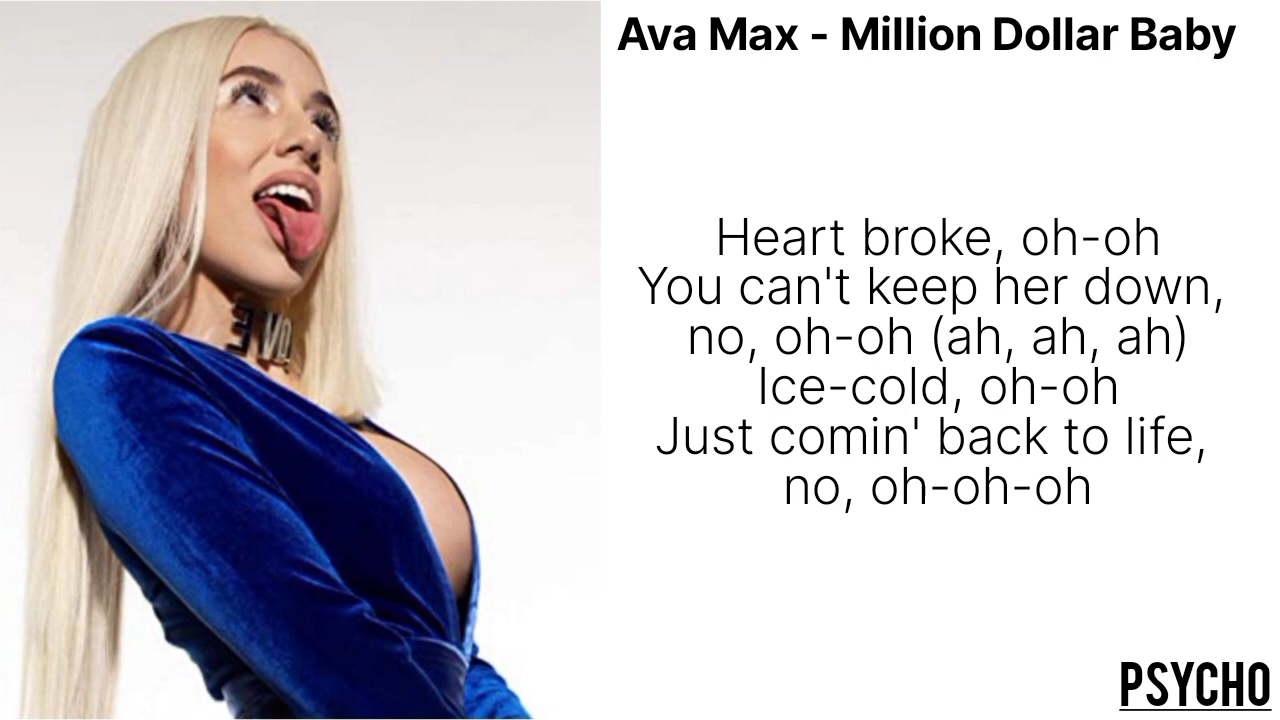 Ava Max - Million Dollar Baby
Heart broke, oh-oh
You can't keep her down,
no, oh-oh (ah, ah, ah)
Ice-cold, oh-oh
Just comin' back to life,
no, oh-oh-oh
PSYCHO